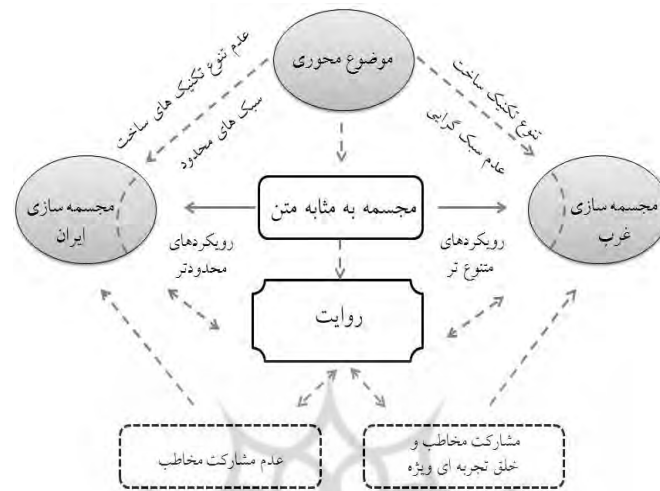 موضوع محوری
عدم تنوع تکنیک های ساخت
سبک های محدود
تنوع تکنیک ساخت
عدم سبک گرایی
مجسمه سازی
ایران
مجسمه به مثابه متن
مجسمه سازی
غرب
رویکردهای
محدودتر
رویکردهای
متنوع تر
روایت
مشارکت مخاطب و
خلق تجربه ای ویژه
عدم مشارکت مخاطب